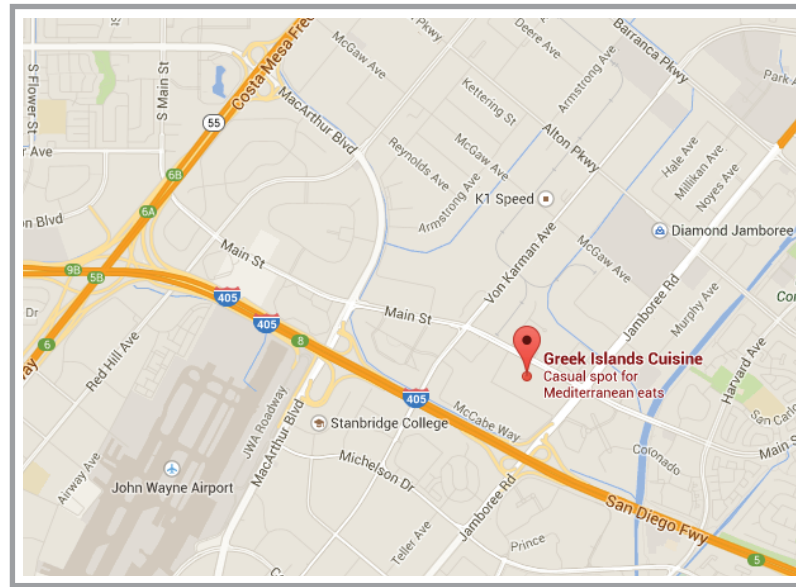 McGaw Ave
Pkwy
Deere Ave
Barranca Pkwy
Park A
S Flower St
S Main St
Costa Mesa Fre
MacArthur Blvd
55
Kettering St
Armstrong Ave
Alton Pkwy
Ave
Reynolds Ave
McGaw Ave
Hale Ave
Millikan Ave
Noyes Ave
6B
K1 Speed
Armstrong Ave
6A
on Blvd
Diamond Jamboree
Main St
Von Karman Ave
McGaw Ave
9B
5B
405
Jamboree Rd
Murphy Ave
Dr
405
Main St
6
8
Greek Islands Cuisine
Casual spot for
Mediterranean eats
Harvard Ave
Red Hill Ave
way
405
JWA Roadway
MacArthur Blvd
McCabe Way
Stanbridge College
San Carlo
Main S
Coronado
Airway Ave
John Wayne Airport
Michelson Dr
Jamboree Rd
San Diego Fwy
Teller Ave
Prince
5